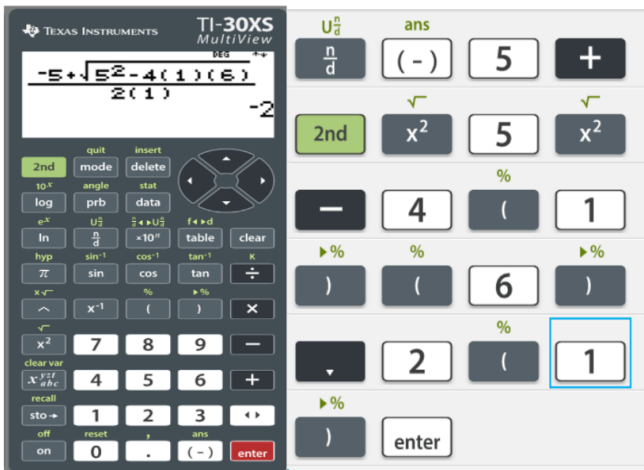 TEXAS INSTRUMENTS
TI-30XS
MultiView
DEG
-5+√5²-4(1)(6)
2(1)
-2
quit insert
2nd mode delete
10ˣ angle stat
log prb data
eˣ U n/d n/d ◂▸ U n/d f◂▸d
ln n/d ×10ⁿ table clear
hyp sin⁻¹ cos⁻¹ tan⁻¹ K
π sin cos tan ÷
ˣ√ % ▸%
^ x⁻¹ ( ) ×
√
x² 7 8 9 −
clear var
x yzt abc 4 5 6 +
recall
sto→ 1 2 3 ◂▸
off reset , ans
on 0 . (-) enter
U n/d ans
n/d (-) 5 +
√ √
2nd x² 5 x²
%
− 4 ( 1
▸% % ▸%
) ( 6 )
%
▾ 2 ( 1
▸%
) enter